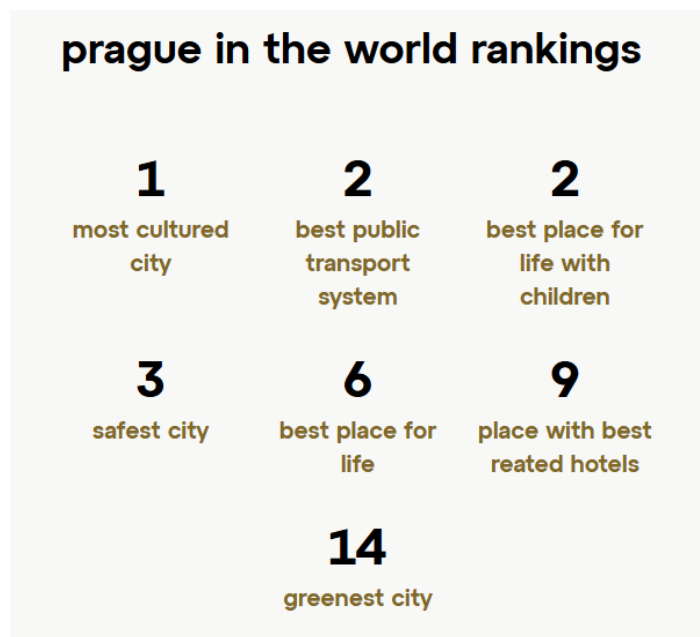 prague in the world rankings
1
most cultured
city
2
best public
transport
system
2
best place for
life with
children
3
safest city
6
best place for
life
9
place with best
reated hotels
14
greenest city